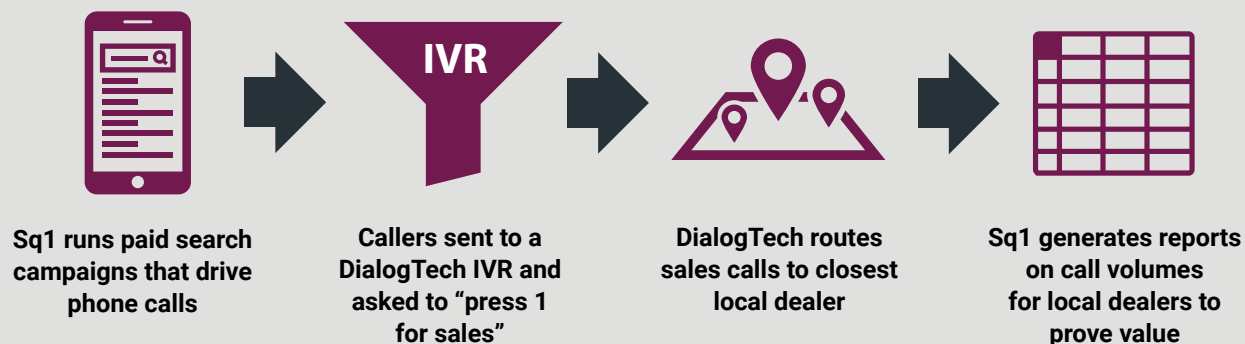 IVR
Sq1 runs paid search
campaigns that drive
phone calls
Callers sent to a
DialogTech IVR and
asked to “press 1
for sales”
DialogTech routes
sales calls to closest
local dealer
Sq1 generates reports
on call volumes
for local dealers to
prove value